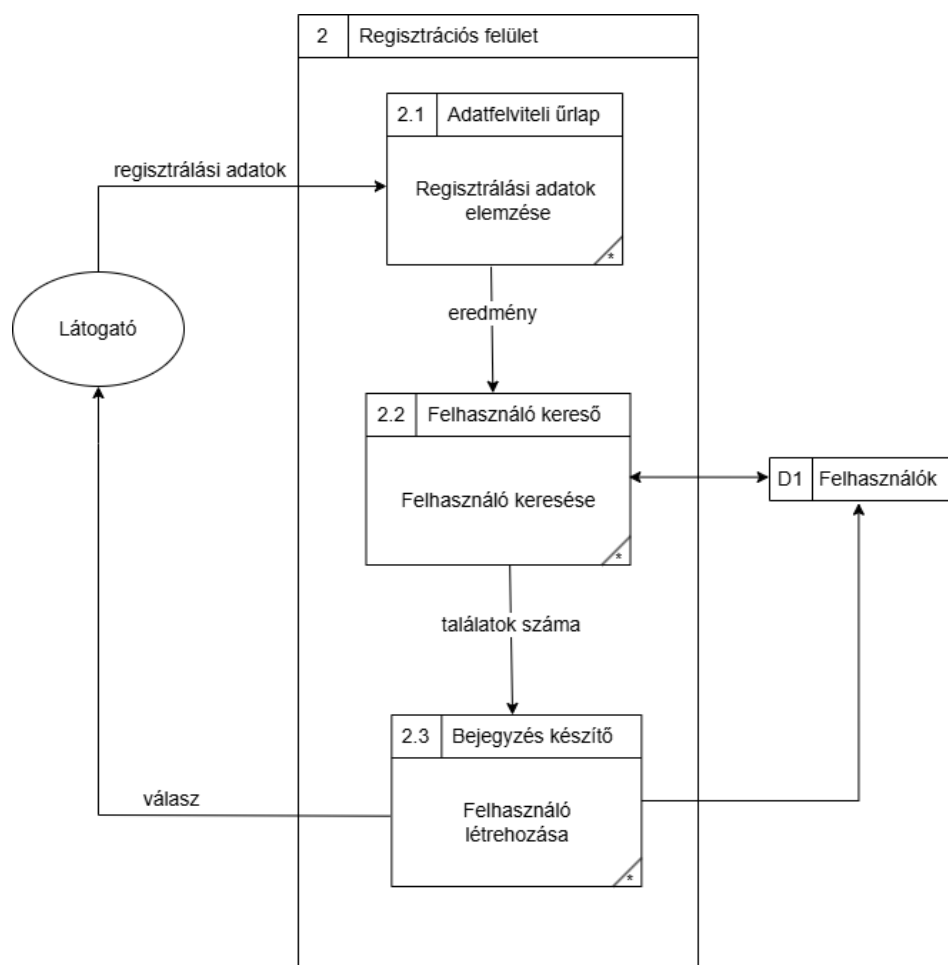 2 Regisztrációs felület
2.1 Adatfelviteli űrlap
regisztrálási adatok
Regisztrálási adatok
elemzése
*
eredmény
Látogató
2.2 Felhasználó kereső
D1 Felhasználók
Felhasználó keresése
*
találatok száma
2.3 Bejegyzés készítő
válasz
Felhasználó
létrehozása
*